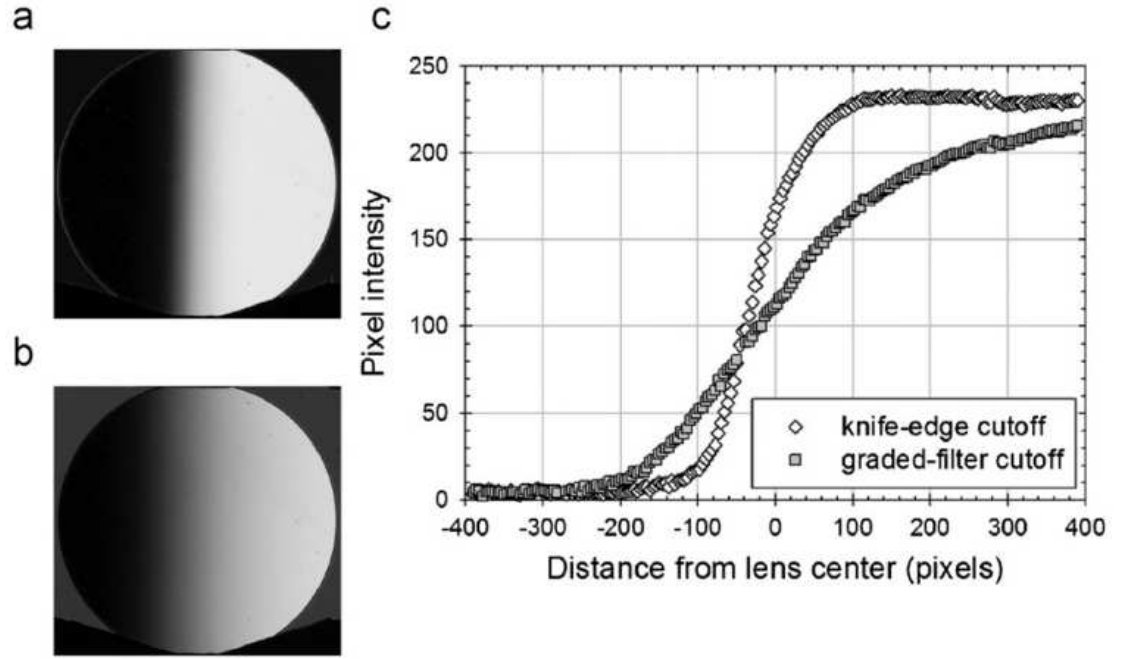 a
b
c
250
200
150
100
50
0
Pixel intensity
-400 -300 -200 -100 0 100 200 300 400
Distance from lens center (pixels)
knife-edge cutoff
graded-filter cutoff